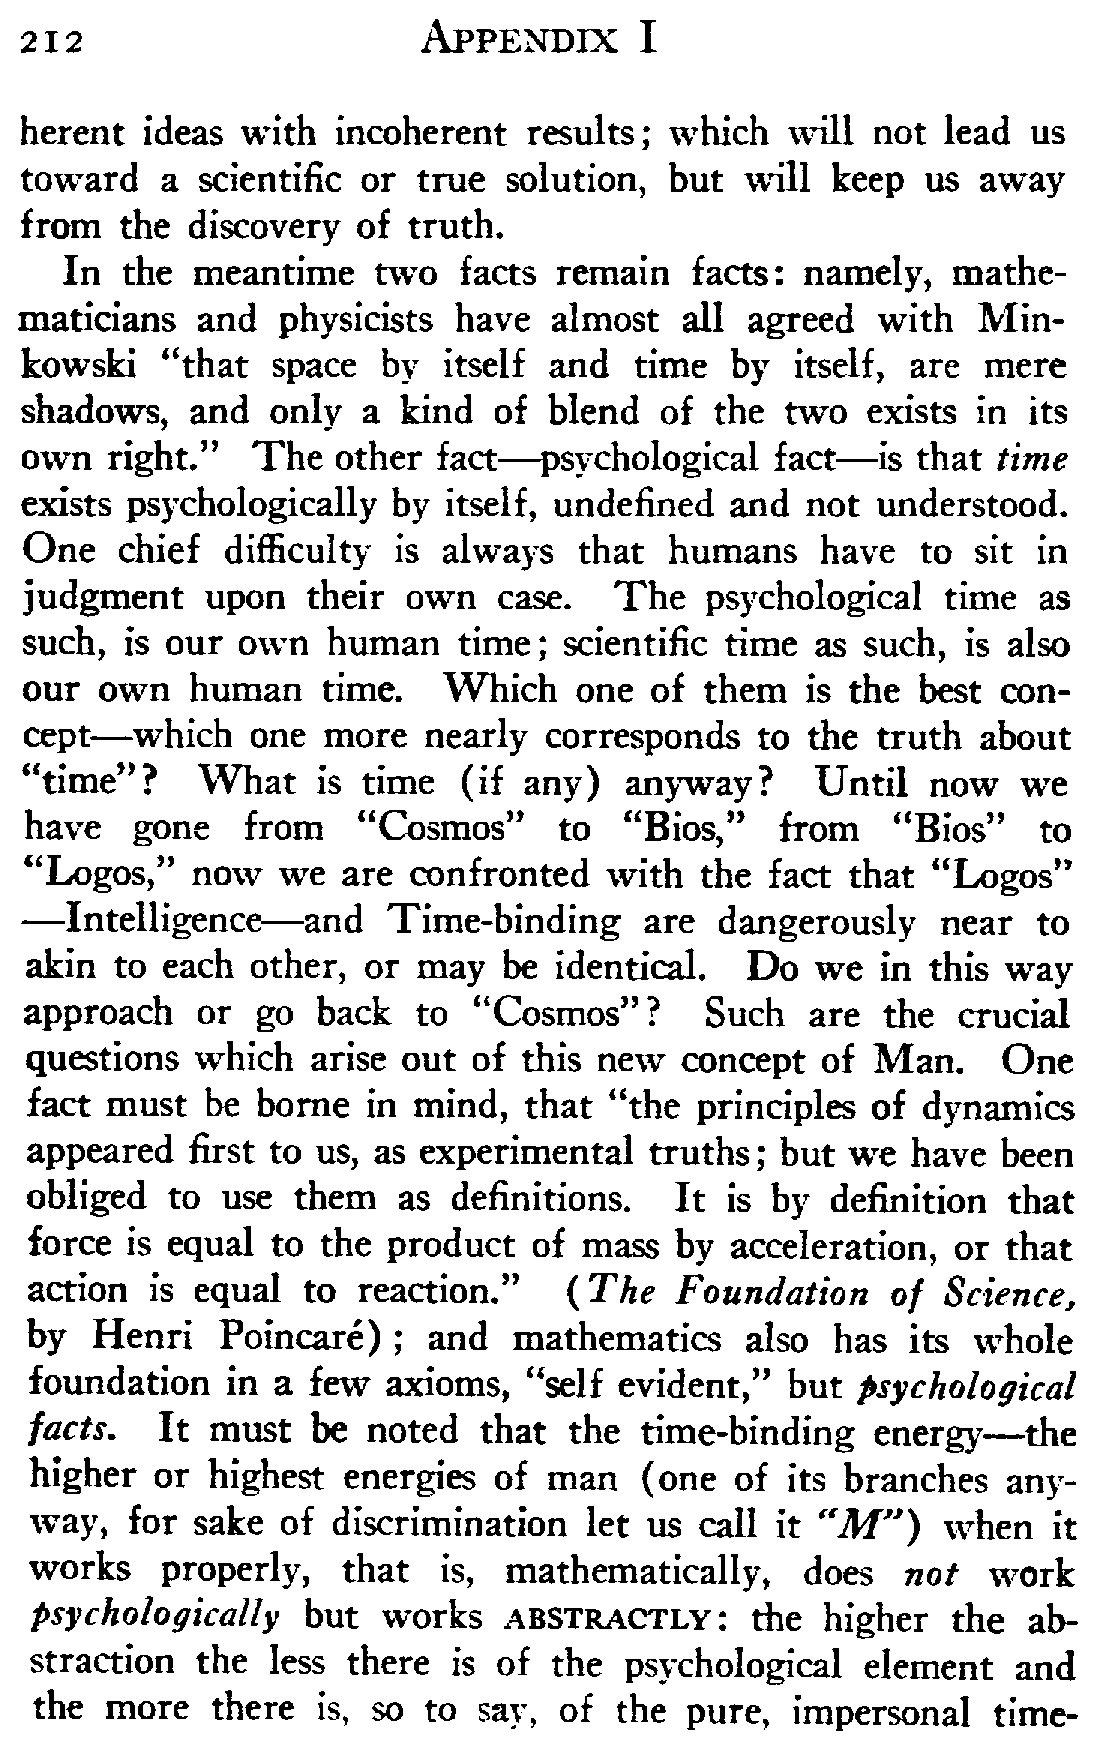 212 APPENDIX I
herent ideas with incoherent results; which will not lead us
toward a scientific or true solution, but will keep us away
from the discovery of truth.
In the meantime two facts remain facts: namely, mathe-
maticians and physicists have almost all agreed with Min-
kowski "that space by itself and time by itself, are mere
shadows, and only a kind of blend of the two exists in its
own right." The other fact—psychological fact—is that time
exists psychologically by itself, undefined and not understood.
One chief difficulty is always that humans have to sit in
judgment upon their own case. The psychological time as
such, is our own human time; scientific time as such, is also
our own human time. Which one of them is the best con-
cept—which one more nearly corresponds to the truth about
"time"? What is time (if any) anyway? Until now we
have gone from "Cosmos" to "Bios," from "Bios" to
"Logos," now we are confronted with the fact that "Logos"
—Intelligence—and Time-binding are dangerously near to
akin to each other, or may be identical. Do we in this way
approach or go back to "Cosmos"? Such are the crucial
questions which arise out of this new concept of Man. One
fact must be borne in mind, that "the principles of dynamics
appeared first to us, as experimental truths; but we have been
obliged to use them as definitions. It is by definition that
force is equal to the product of mass by acceleration, or that
action is equal to reaction." (The Foundation of Science,
by Henri Poincaré); and mathematics also has its whole
foundation in a few axioms, "self evident," but psychological
facts. It must be noted that the time-binding energy—the
higher or highest energies of man (one of its branches any-
way, for sake of discrimination let us call it "M") when it
works properly, that is, mathematically, does not work
psychologically but works ABSTRACTLY: the higher the ab-
straction the less there is of the psychological element and
the more there is, so to say, of the pure, impersonal time-